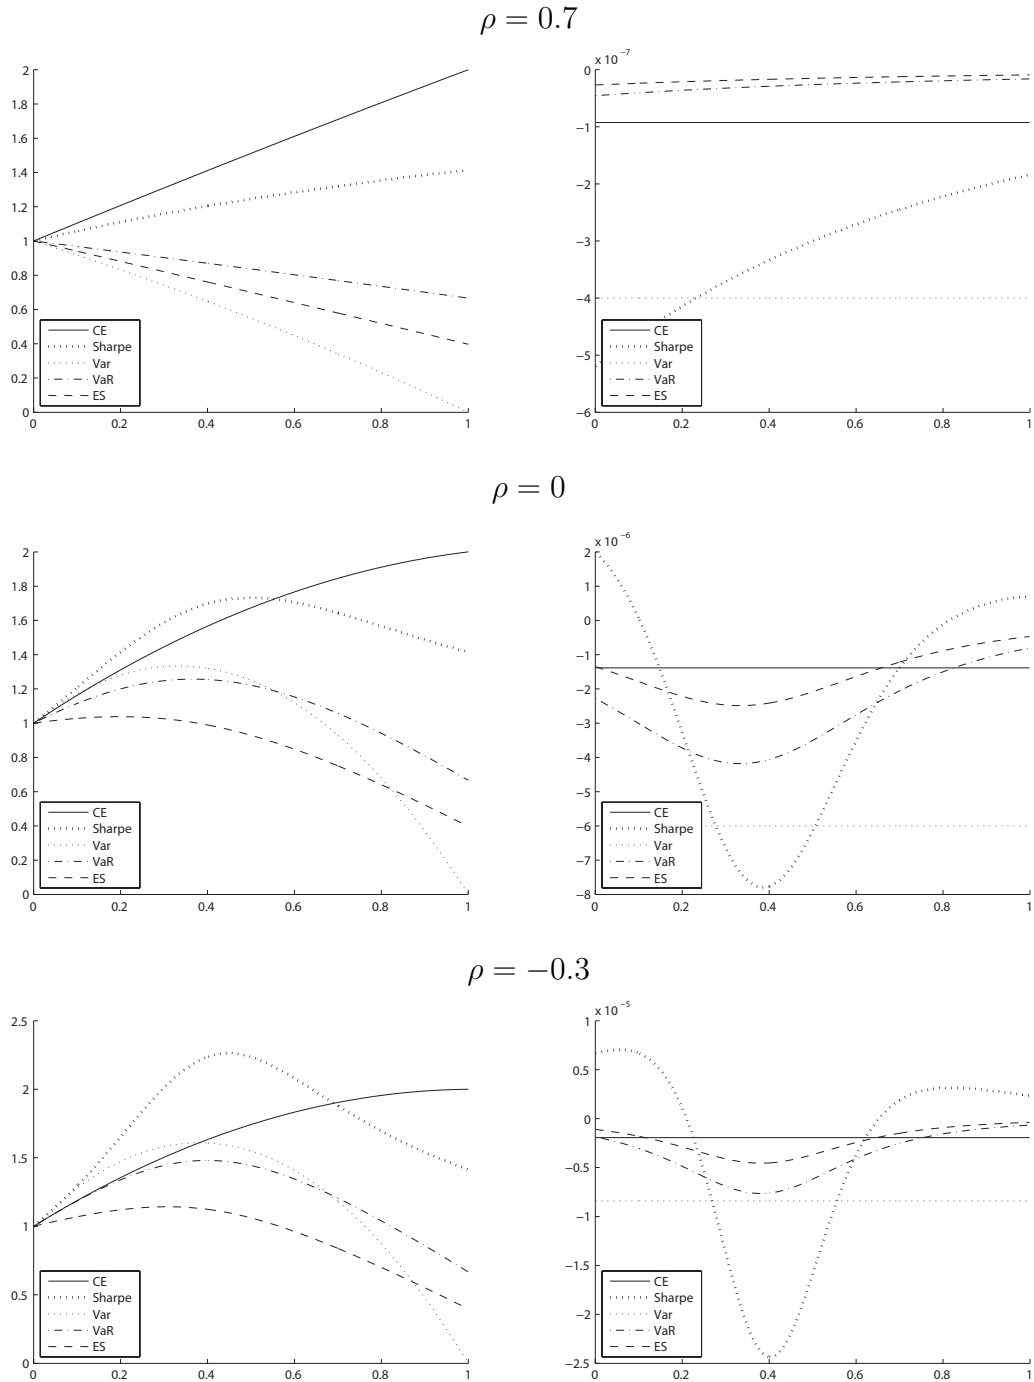 ρ = 0.7
2
1.8
1.6
1.4
1.2
1
0.8
0.6
0.4
0.2
0
CE
Sharpe
Var
VaR
ES
0 0.2 0.4 0.6 0.8 1
x 10⁻⁷
0
−1
−2
−3
−4
−5
−6
CE
Sharpe
Var
VaR
ES
0 0.2 0.4 0.6 0.8 1
ρ = 0
2
1.8
1.6
1.4
1.2
1
0.8
0.6
0.4
0.2
0
CE
Sharpe
Var
VaR
ES
0 0.2 0.4 0.6 0.8 1
x 10⁻⁶
2
1
0
−1
−2
−3
−4
−5
−6
−7
−8
CE
Sharpe
Var
VaR
ES
0 0.2 0.4 0.6 0.8 1
ρ = −0.3
2.5
2
1.5
1
0.5
0
CE
Sharpe
Var
VaR
ES
0 0.2 0.4 0.6 0.8 1
x 10⁻⁵
1
0.5
0
−0.5
−1
−1.5
−2
−2.5
CE
Sharpe
Var
VaR
ES
0 0.2 0.4 0.6 0.8 1